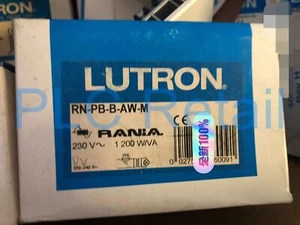 LUTRON
RN-PB-B-AW-M
RANIA CE
230 V~ 1 200 W/VA
全新100%
PLC Retail